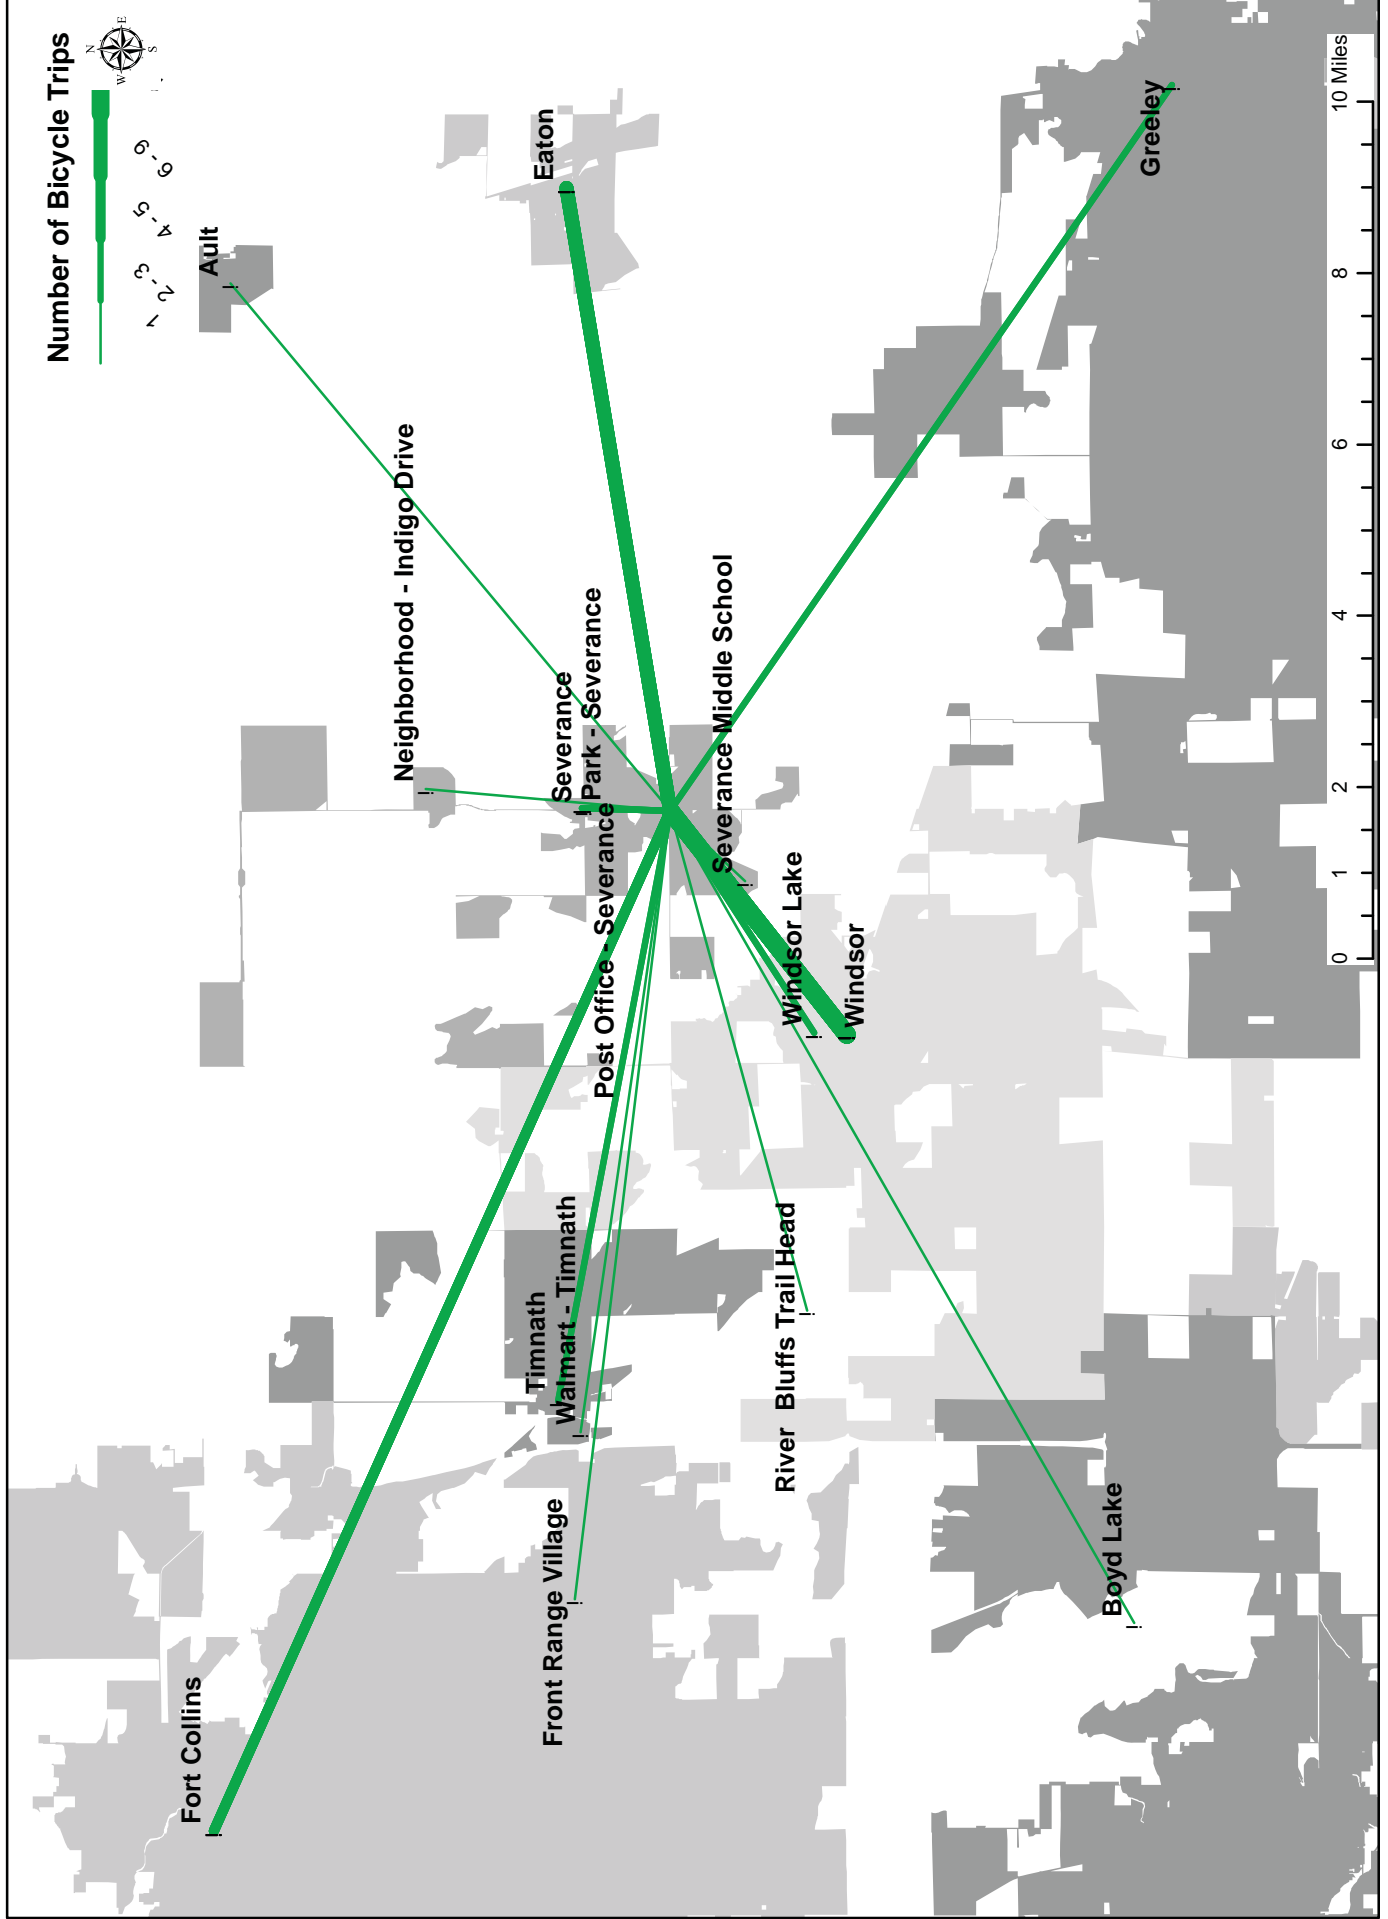 Number of Bicycle Trips
N
W E
S
1 2 - 3 4 - 5 6 - 9
Fort Collins
Ault
Neighborhood - Indigo Drive
Timnath
Eaton
Front Range Village
Severance
Walmart - Timnath
Park - Severance
Post Office - Severance
Severance Middle School
River Bluffs Trail Head
Windsor Lake
Windsor
Boyd Lake
Greeley
0 1 2 4 6 8 10 Miles